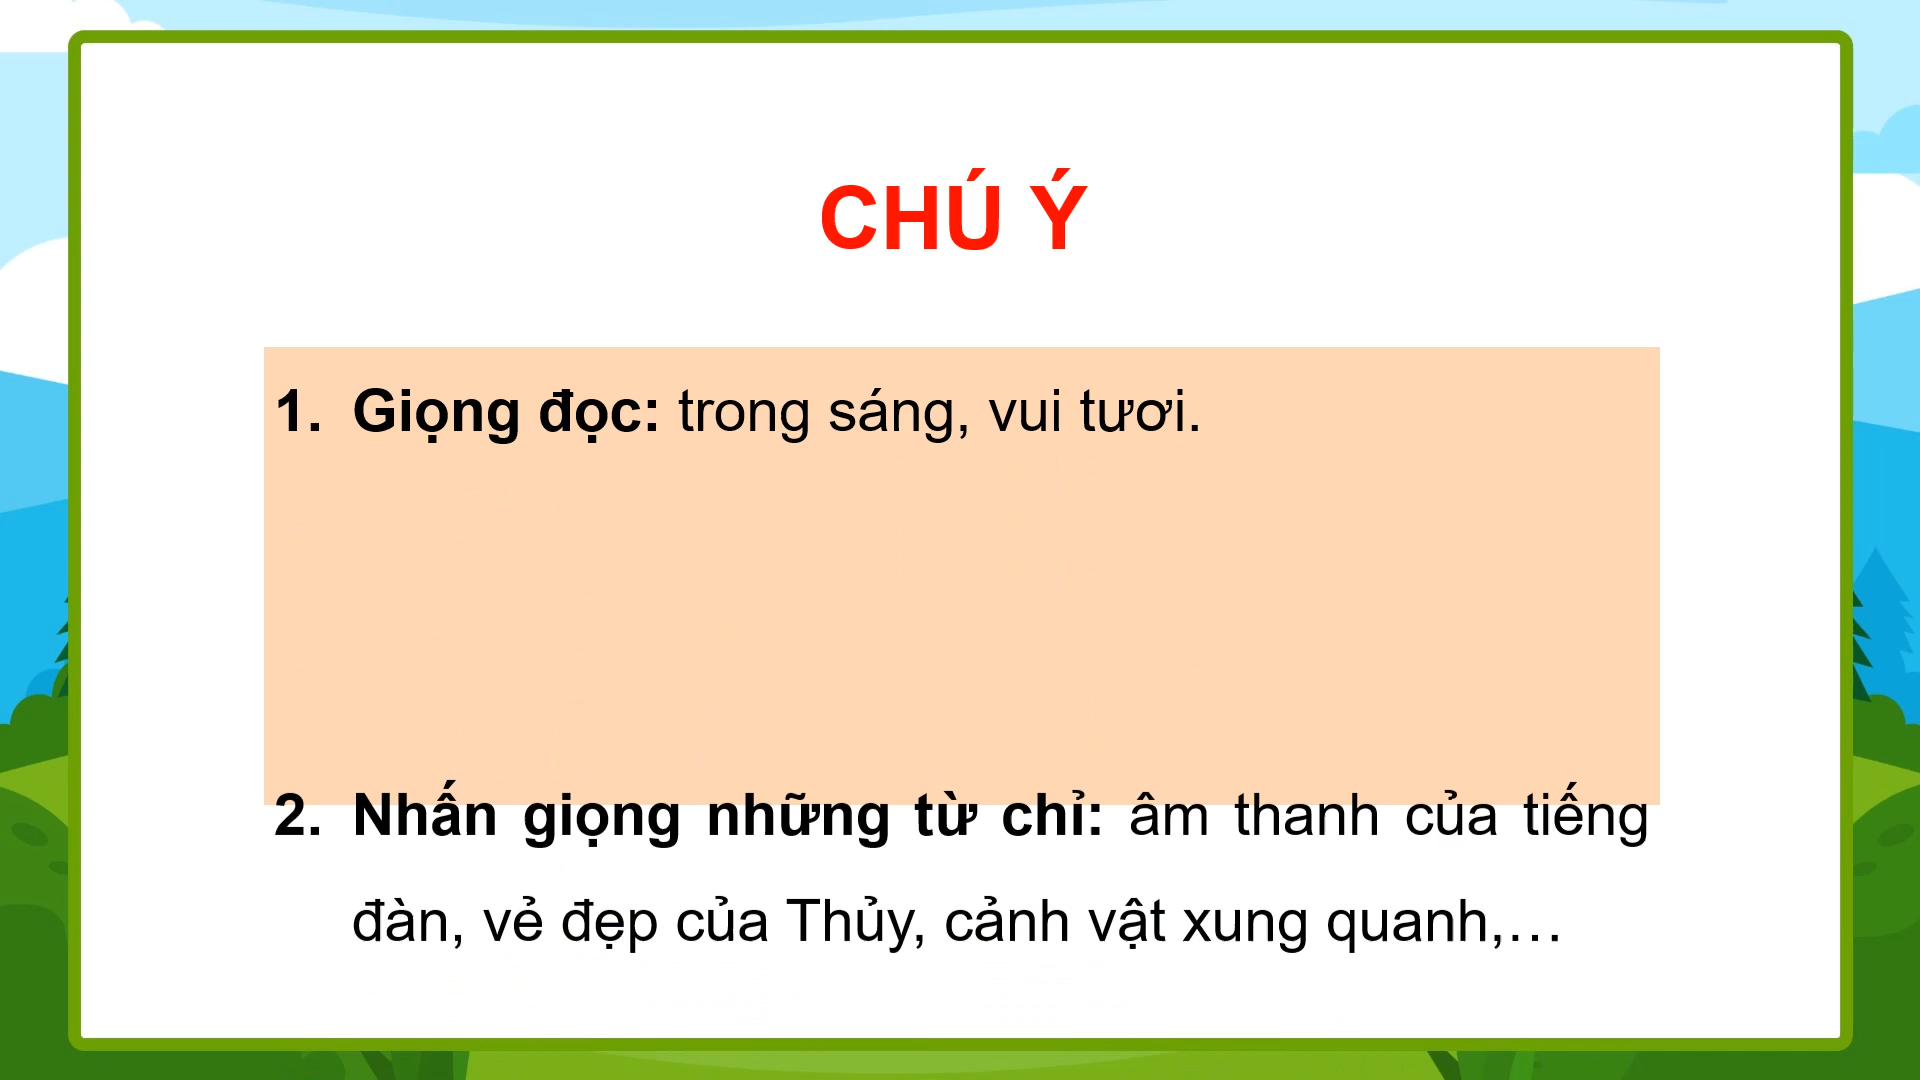 CHÚ Ý
1. Giọng đọc: trong sáng, vui tươi.
2. Nhấn giọng những từ chỉ: âm thanh của tiếng
đàn, vẻ đẹp của Thủy, cảnh vật xung quanh,…